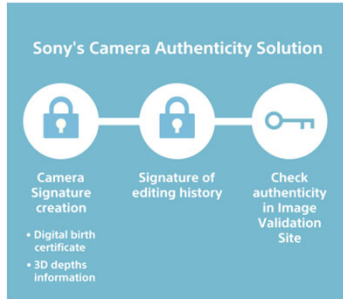 Sony's Camera Authenticity Solution
Camera
Signature
creation
• Digital birth
certificate
• 3D depths
information
Signature of
editing history
Check
authenticity
in Image
Validation
Site